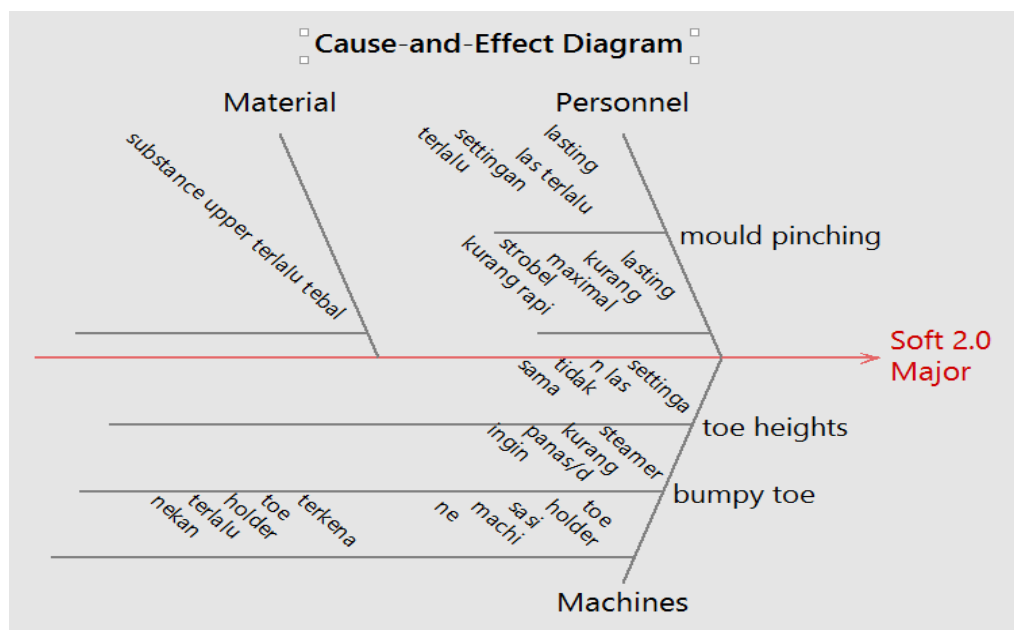 Cause-and-Effect Diagram
Material
Personnel
substance upper terlalu tebal
settingan
terlalu
lasting
las terlalu
mould pinching
strobel
kurang rapi
lasting
kurang
maximal
Soft 2.0
Major
settinga
n las
tidak
sama
toe heights
steamer
kurang
panas/d
ingin
bumpy toe
toe
holder
sasi
machi
ne
terkena
toe
holder
terlalu
nekan
Machines